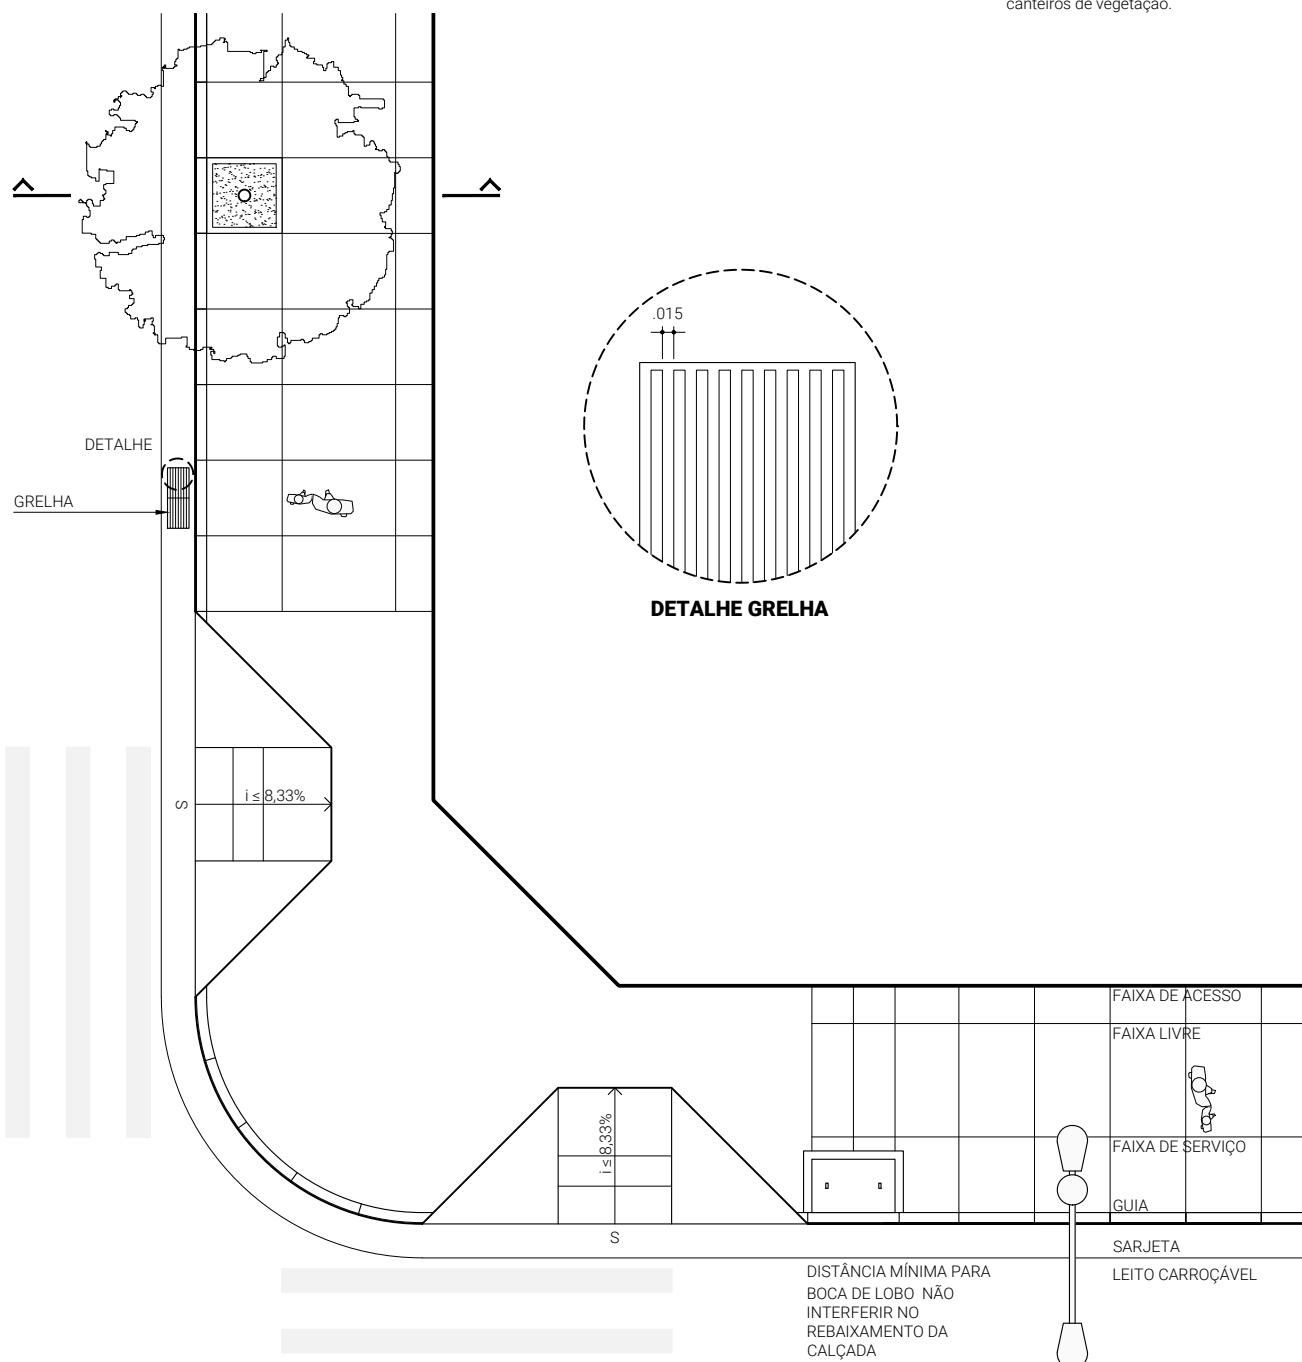 canteiros de vegetação.
.015
DETALHE
GRELHA
DETALHE GRELHA
i ≤ 8,33%
S
FAIXA DE ACESSO
FAIXA LIVRE
i ≤ 8,33%
FAIXA DE SERVIÇO
GUIA
S
SARJETA
DISTÂNCIA MÍNIMA PARA
BOCA DE LOBO NÃO
INTERFERIR NO
REBAIXAMENTO DA
CALÇADA
LEITO CARROÇÁVEL